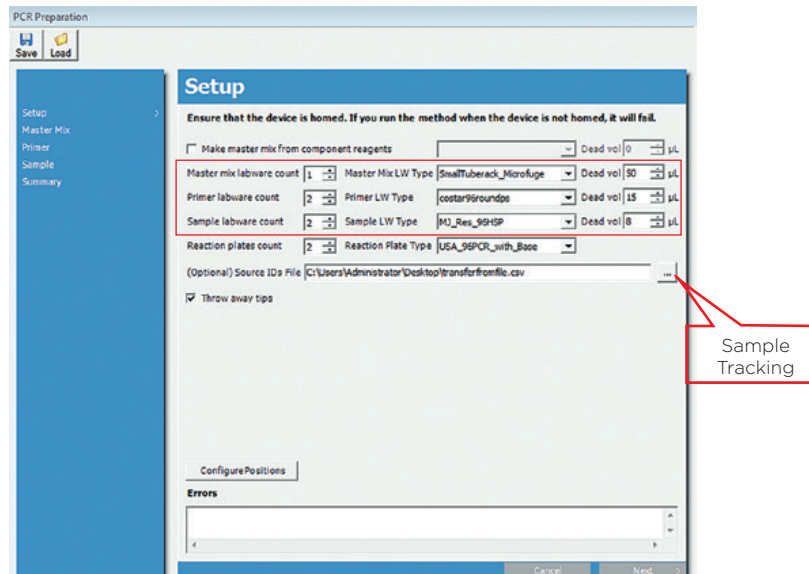 PCR Preparation
Save Load
Setup >
Master Mix
Primer
Sample
Summary
Setup
Ensure that the device is homed. If you run the method when the device is not homed, it will fail.
Make master mix from component reagents Dead vol 0 µL
Master mix labware count 1 Master Mix LW Type SmallTuberack_Microfuge Dead vol 50 µL
Primer labware count 2 Primer LW Type costar96roundps Dead vol 15 µL
Sample labware count 2 Sample LW Type MJ_Res_96HSP Dead vol 8 µL
Reaction plates count 2 Reaction Plate Type USA_96PCR_with_Base
(Optional) Source IDs File C:\Users\Administrator\Desktop\transferfromfile.csv ...
Throw away tips
Sample
Tracking
ConfigurePositions
Errors
Cancel Next >